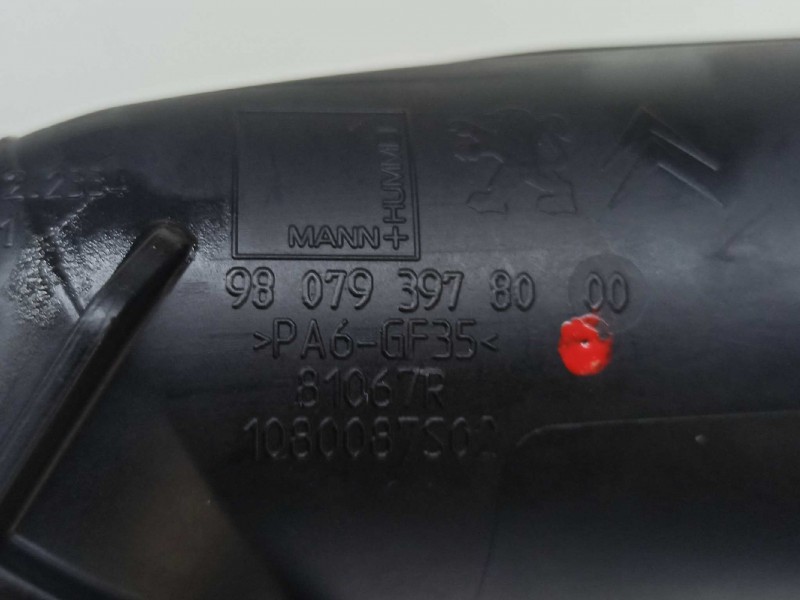 MANN+
HUMMEL
98 079 397 80 00
>PA6-GF35<
81067R
1080087S02